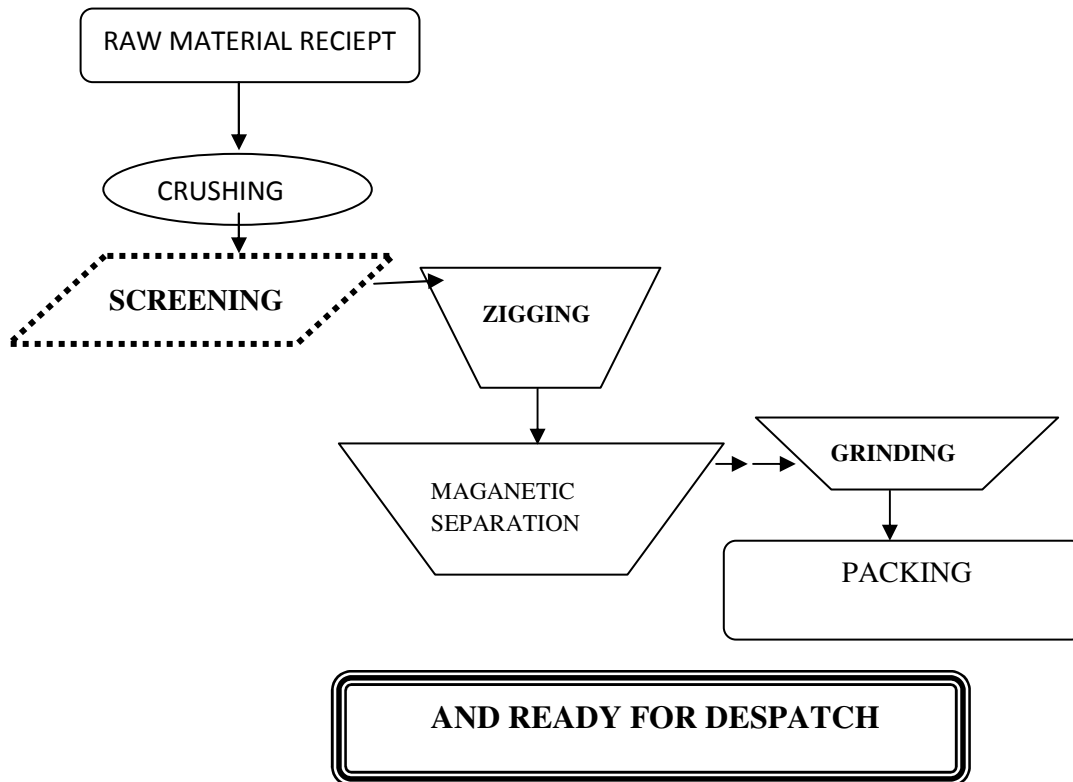 RAW MATERIAL RECIEPT
CRUSHING
SCREENING
ZIGGING
MAGANETIC
SEPARATION
GRINDING
PACKING
AND READY FOR DESPATCH